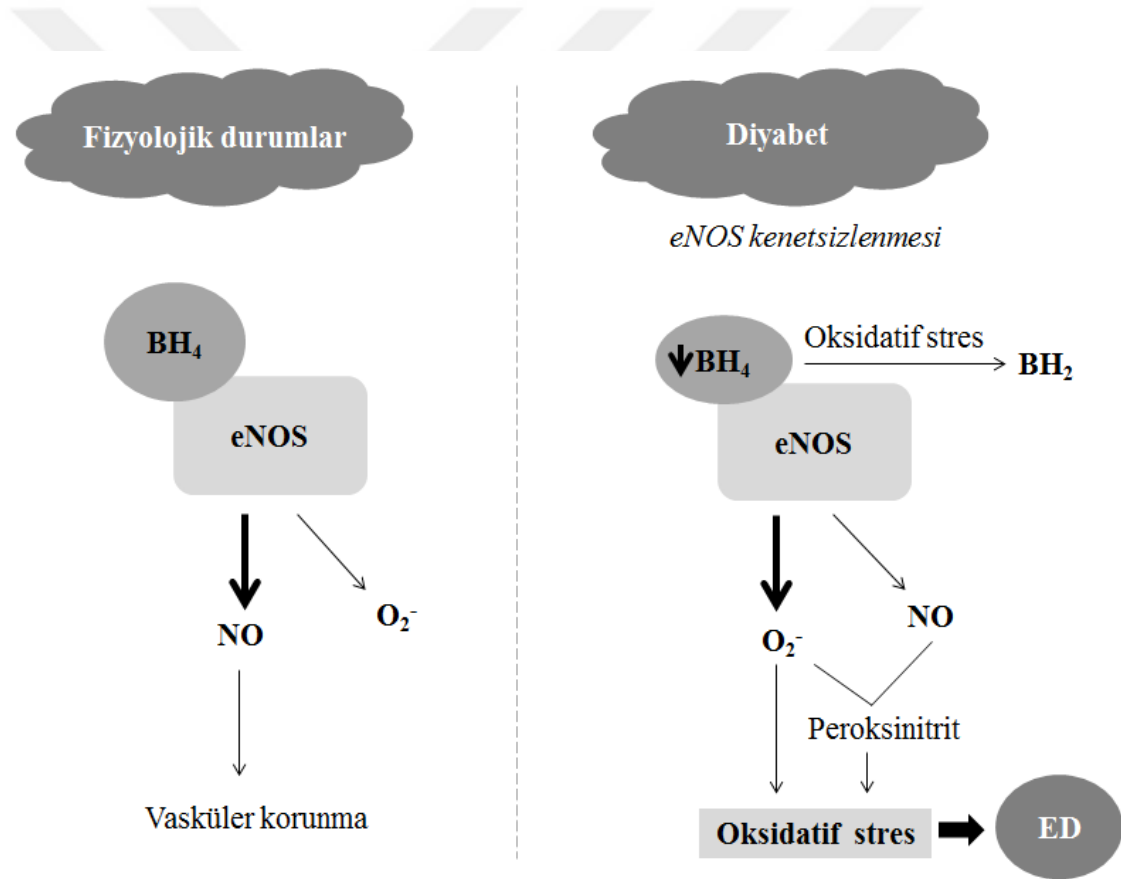 Fizyolojik durumlar
BH₄
eNOS
NO
O₂⁻
Vasküler korunma
Diyabet
eNOS kenetsizlenmesi
BH₄
Oksidatif stres
BH₂
eNOS
O₂⁻
NO
Peroksinitrit
Oksidatif stres
ED